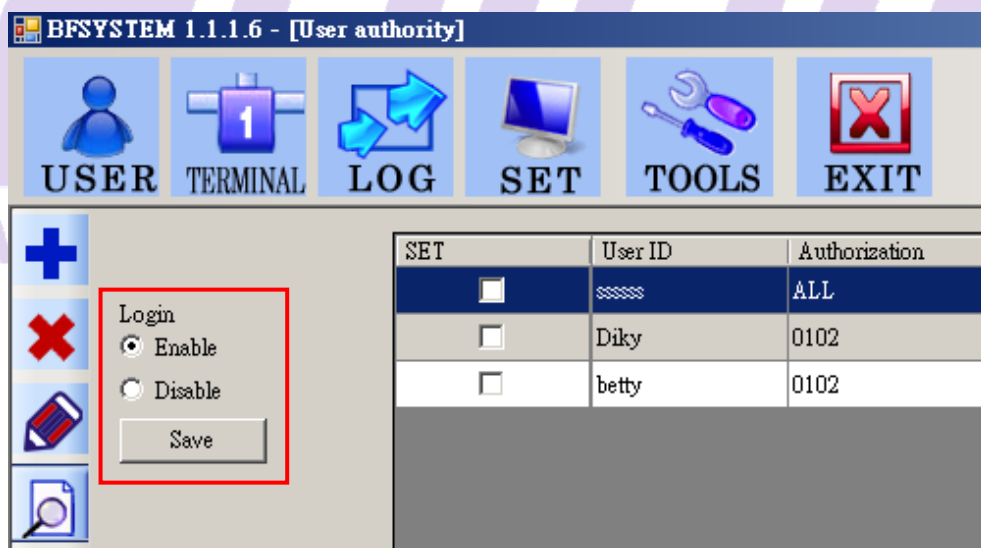 BFSYSTEM 1.1.1.6 - [User authority]
1
USER TERMINAL LOG SET TOOLS EXIT
SET User ID Authorization
ssssss ALL
Diky 0102
betty 0102
Login
Enable
Disable
Save